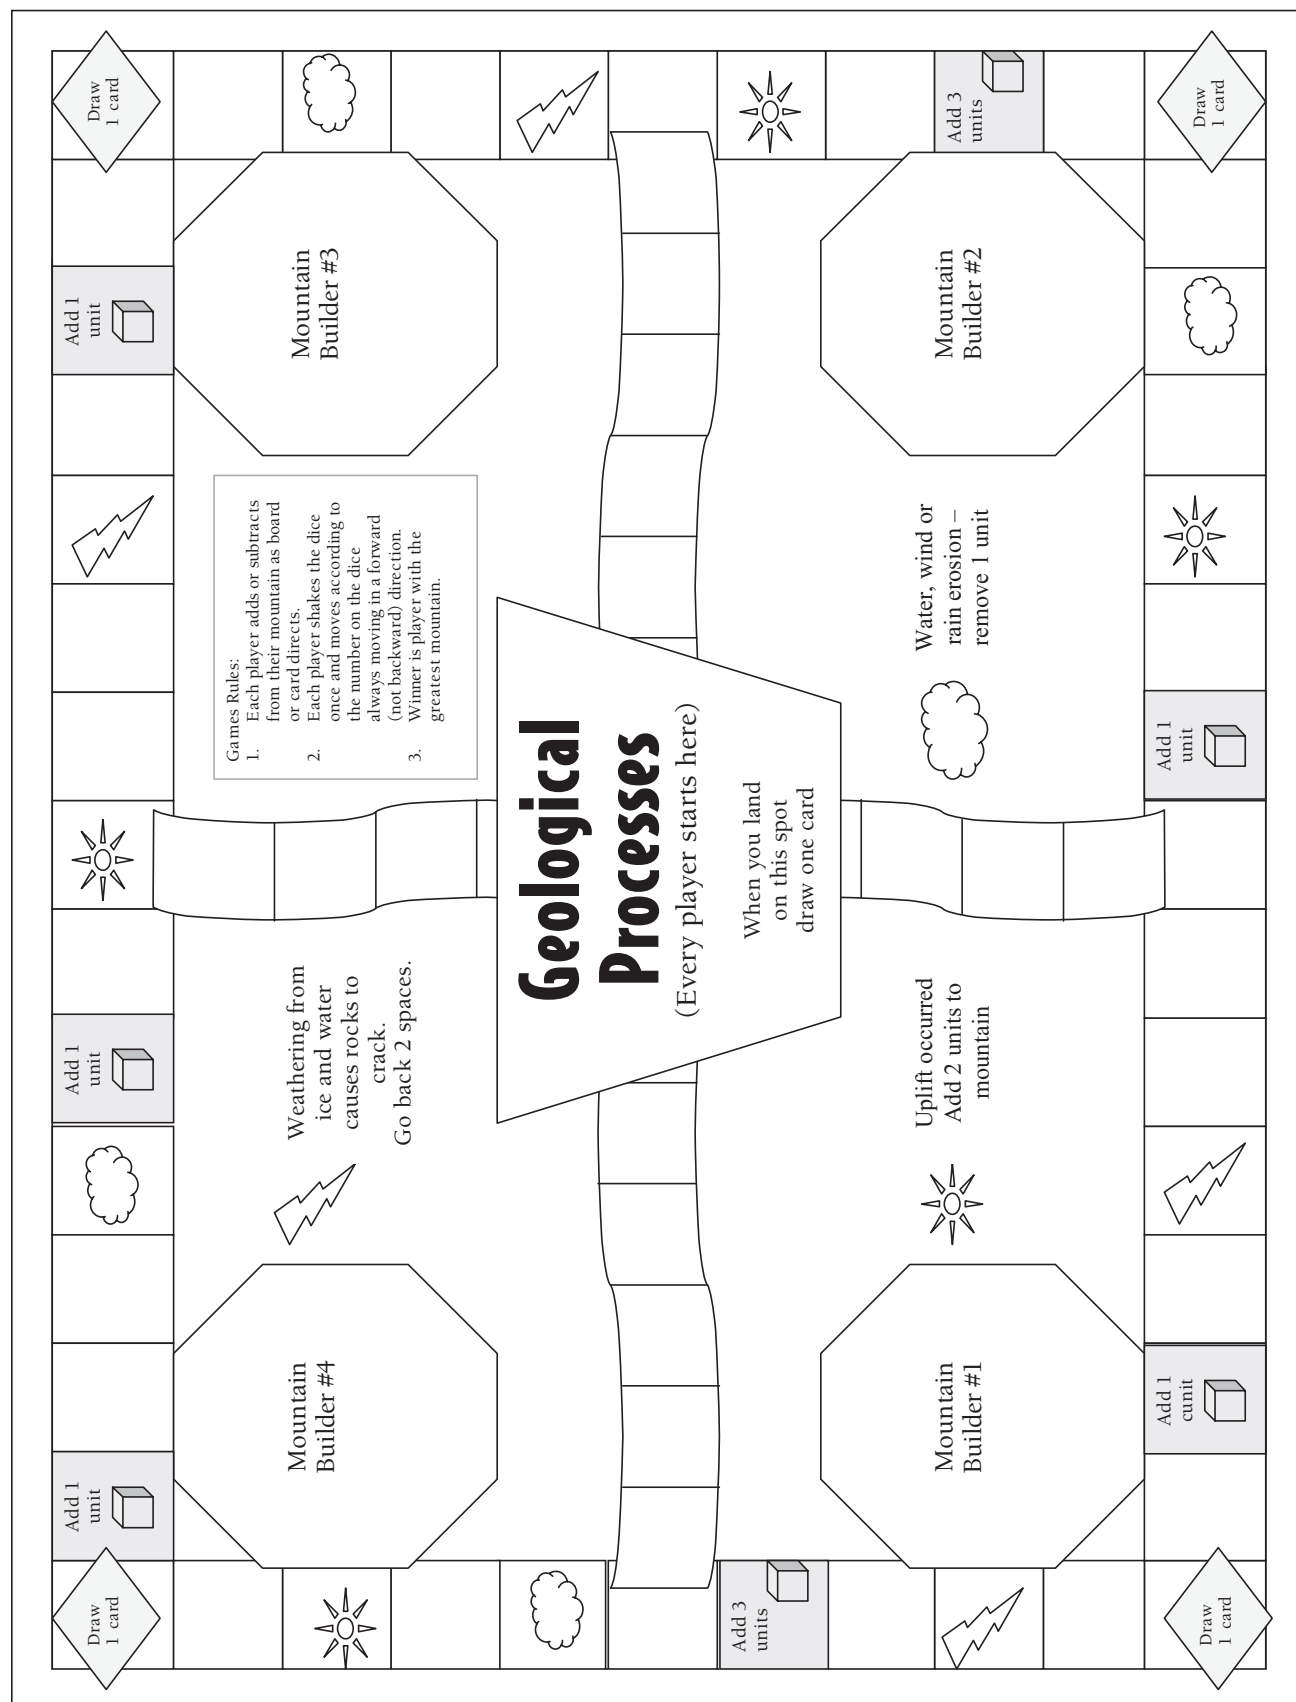 Draw
1 card
Add 1
unit
Add 1
unit
Add 1
unit
Draw
1 card
Mountain
Builder #4
Weathering from
ice and water
causes rocks to
crack.
Go back 2 spaces.
Games Rules:
1. Each player adds or subtracts
from their mountain as board
or card directs.
2. Each player shakes the dice
once and moves according to
the number on the dice
always moving in a forward
(not backward) direction.
3. Winner is player with the
greatest mountain.
Mountain
Builder #3
Geological
Processes
(Every player starts here)
When you land
on this spot
draw one card
Add 3
units
Mountain
Builder #1
Uplift occurred
Add 2 units to
mountain
Water, wind or
rain erosion –
remove 1 unit
Mountain
Builder #2
Add 3
units
Draw
1 card
Add 1
cunit
Add 1
unit
Draw
1 card